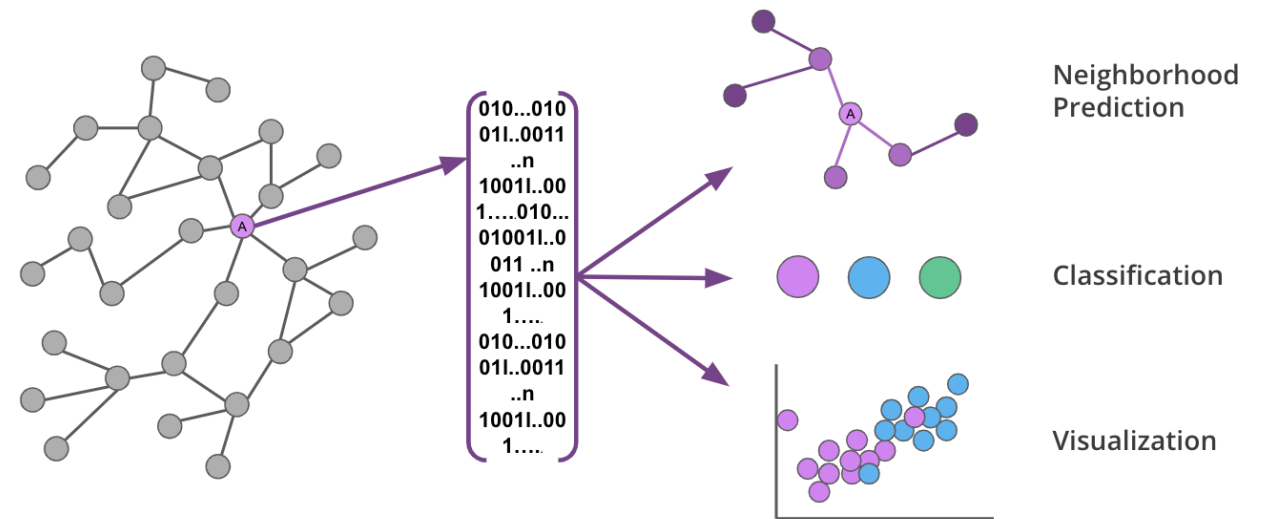 A
010...010
01l..0011
..n
1001l..00
1....010...
01001l..0
011 ..n
1001l..00
1....
010...010
01l..0011
..n
1001l..00
1....
A
Neighborhood
Prediction
Classification
Visualization